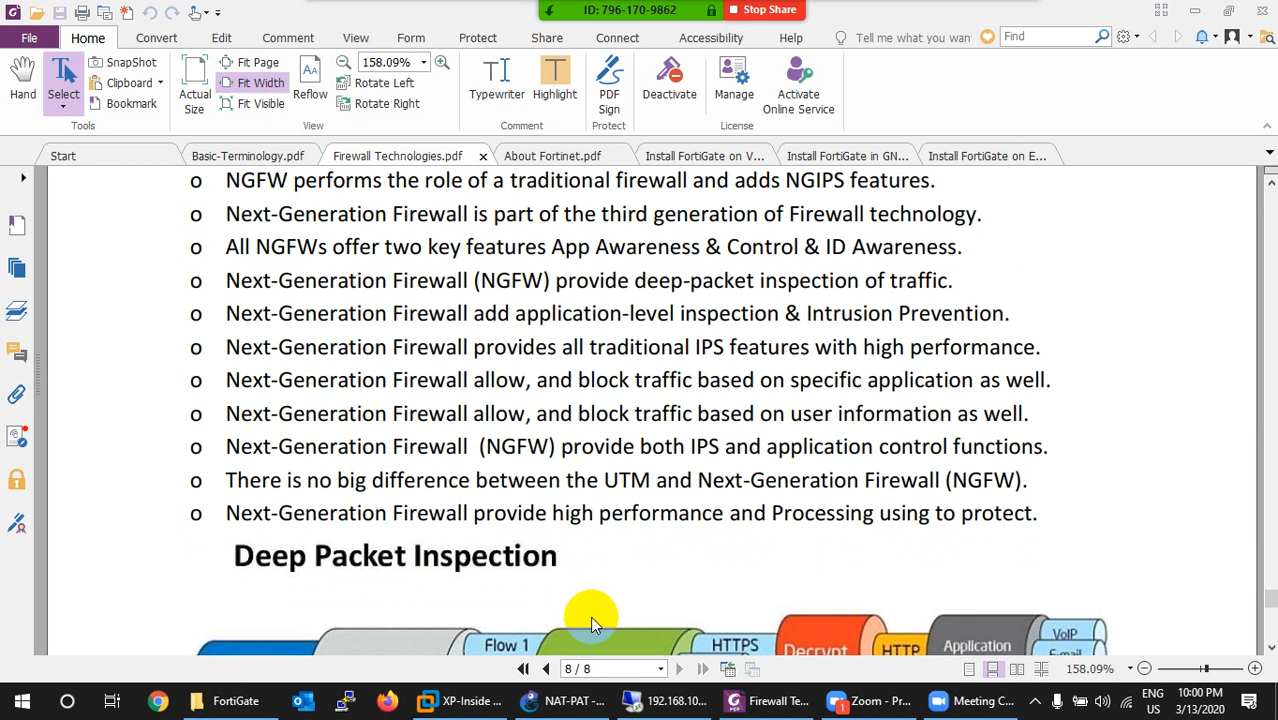 ID: 796-170-9862
Stop Share
File
Home
Convert
Edit
Comment
View
Form
Protect
Share
Connect
Accessibility
Help
Tell me what you want
Find
Hand
Select
SnapShot
Clipboard
Bookmark
Tools
Actual Size
Fit Page
Fit Width
Fit Visible
Reflow
158.09%
Rotate Left
Rotate Right
View
Typewriter
Highlight
Comment
PDF Sign
Protect
Deactivate
Manage
Activate Online Service
License
Start
Basic-Terminology.pdf
Firewall Technologies.pdf
About Fortinet.pdf
Install FortiGate on V...
Install FortiGate in GN...
Install FortiGate on E...
o NGFW performs the role of a traditional firewall and adds NGIPS features.
o Next-Generation Firewall is part of the third generation of Firewall technology.
o All NGFWs offer two key features App Awareness & Control & ID Awareness.
o Next-Generation Firewall (NGFW) provide deep-packet inspection of traffic.
o Next-Generation Firewall add application-level inspection & Intrusion Prevention.
o Next-Generation Firewall provides all traditional IPS features with high performance.
o Next-Generation Firewall allow, and block traffic based on specific application as well.
o Next-Generation Firewall allow, and block traffic based on user information as well.
o Next-Generation Firewall (NGFW) provide both IPS and application control functions.
o There is no big difference between the UTM and Next-Generation Firewall (NGFW).
o Next-Generation Firewall provide high performance and Processing using to protect.
Deep Packet Inspection
Flow 1
HTTPS
Decrypt
HTTP
Application
VoIP
E-mail
8 / 8
158.09%
FortiGate
XP-Inside ...
NAT-PAT -...
192.168.10...
Firewall Te...
Zoom - Pr...
1
Meeting C...
ENG
US
10:00 PM
3/13/2020